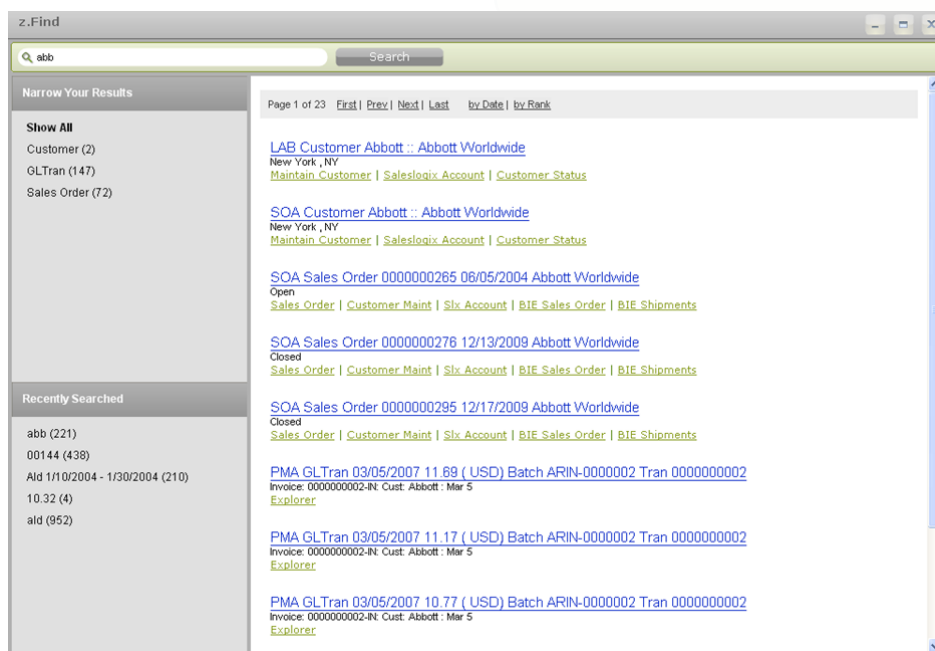 z.Find
abb
Search
Narrow Your Results
Show All
Customer (2)
GLTran (147)
Sales Order (72)
Recently Searched
abb (221)
00144 (438)
Ald 1/10/2004 - 1/30/2004 (210)
10.32 (4)
ald (952)
Page 1 of 23 First | Prev | Next | Last by Date | by Rank
LAB Customer Abbott :: Abbott Worldwide
New York , NY
Maintain Customer | Saleslogix Account | Customer Status
SOA Customer Abbott :: Abbott Worldwide
New York , NY
Maintain Customer | Saleslogix Account | Customer Status
SOA Sales Order 0000000265 06/05/2004 Abbott Worldwide
Open
Sales Order | Customer Maint | Slx Account | BIE Sales Order | BIE Shipments
SOA Sales Order 0000000276 12/13/2009 Abbott Worldwide
Closed
Sales Order | Customer Maint | Slx Account | BIE Sales Order | BIE Shipments
SOA Sales Order 0000000295 12/17/2009 Abbott Worldwide
Closed
Sales Order | Customer Maint | Slx Account | BIE Sales Order | BIE Shipments
PMA GLTran 03/05/2007 11.69 ( USD) Batch ARIN-0000002 Tran 0000000002
Invoice: 0000000002-IN: Cust: Abbott : Mar 5
Explorer
PMA GLTran 03/05/2007 11.17 ( USD) Batch ARIN-0000002 Tran 0000000002
Invoice: 0000000002-IN: Cust: Abbott : Mar 5
Explorer
PMA GLTran 03/05/2007 10.77 ( USD) Batch ARIN-0000002 Tran 0000000002
Invoice: 0000000002-IN: Cust: Abbott : Mar 5
Explorer